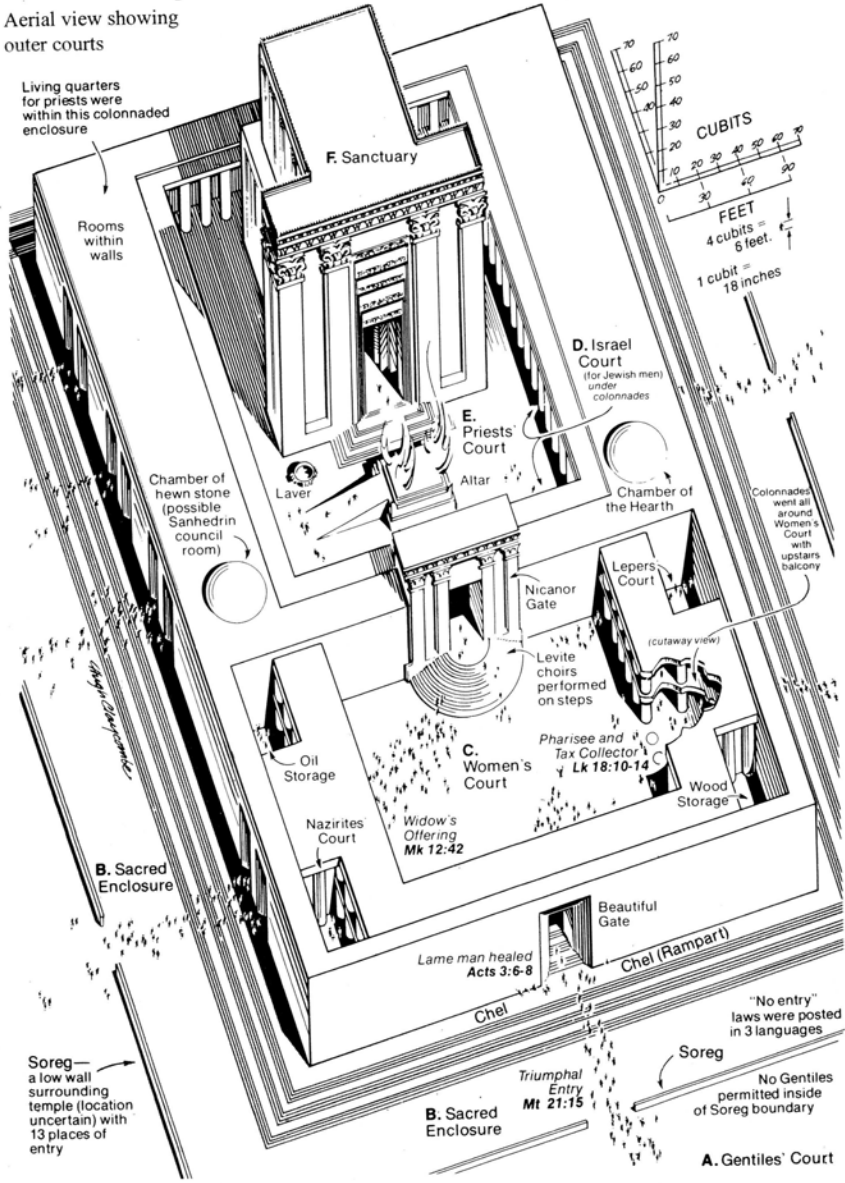 Aerial view showing
outer courts
Living quarters
for priests were
within this colonnaded
enclosure
Rooms
within
walls
F. Sanctuary
70
60
50
40
30
20
10
70
60
50
40
30
20
10
CUBITS
0
10 20 30 40 50 60 70
30 60 90
FEET
4 cubits =
6 feet.
1 cubit =
18 inches
D. Israel
Court
(for Jewish men)
under
colonnades
E.
Priests'
Court
Laver
Altar
Chamber of
hewn stone
(possible
Sanhedrin
council
room)
Chamber of
the Hearth
Colonnades
went all
around
Women's
Court
with
upstairs
balcony
Nicanor
Gate
Lepers
Court
(cutaway view)
Levite
choirs
performed
on steps
Oil
Storage
C.
Women's
Court
Pharisee and
Tax Collector
Lk 18:10-14
Wood
Storage
Widow's
Offering
Mk 12:42
Nazirites'
Court
B. Sacred
Enclosure
Beautiful
Gate
Lame man healed
Acts 3:6-8
Chel
Chel (Rampart)
"No entry"
laws were posted
in 3 languages
Soreg
Soreg—
a low wall
surrounding
temple (location
uncertain) with
13 places of
entry
Triumphal
Entry
Mt 21:15
No Gentiles
permitted inside
of Soreg boundary
B. Sacred
Enclosure
A. Gentiles' Court